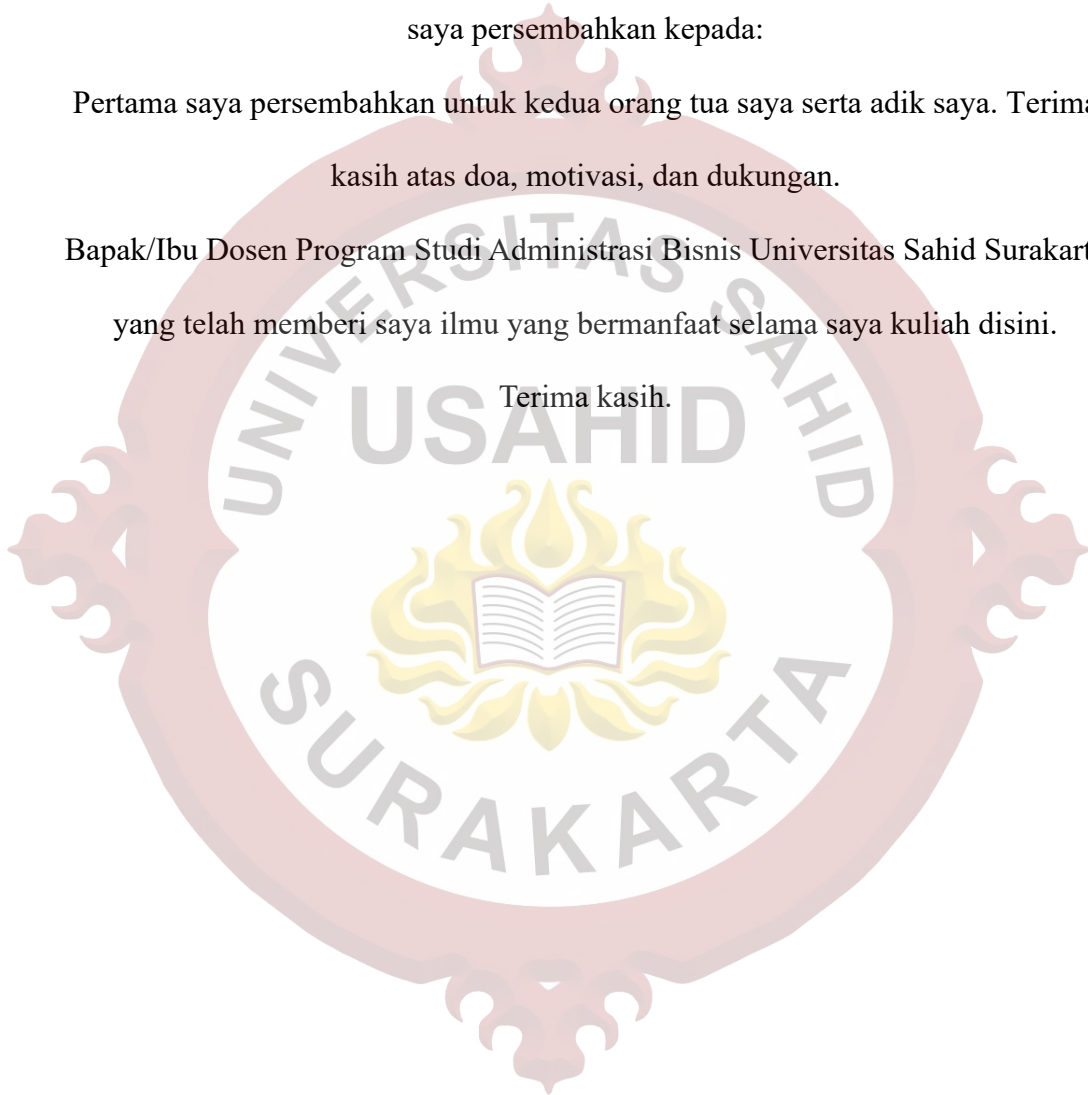 saya persembahkan kepada:
Pertama saya persembahkan untuk kedua orang tua saya serta adik saya. Terima
kasih atas doa, motivasi, dan dukungan.
Bapak/Ibu Dosen Program Studi Administrasi Bisnis Universitas Sahid Surakart
yang telah memberi saya ilmu yang bermanfaat selama saya kuliah disini.
Terima kasih.
UNIVERSITAS SAHID
USAHID
SURAKARTA